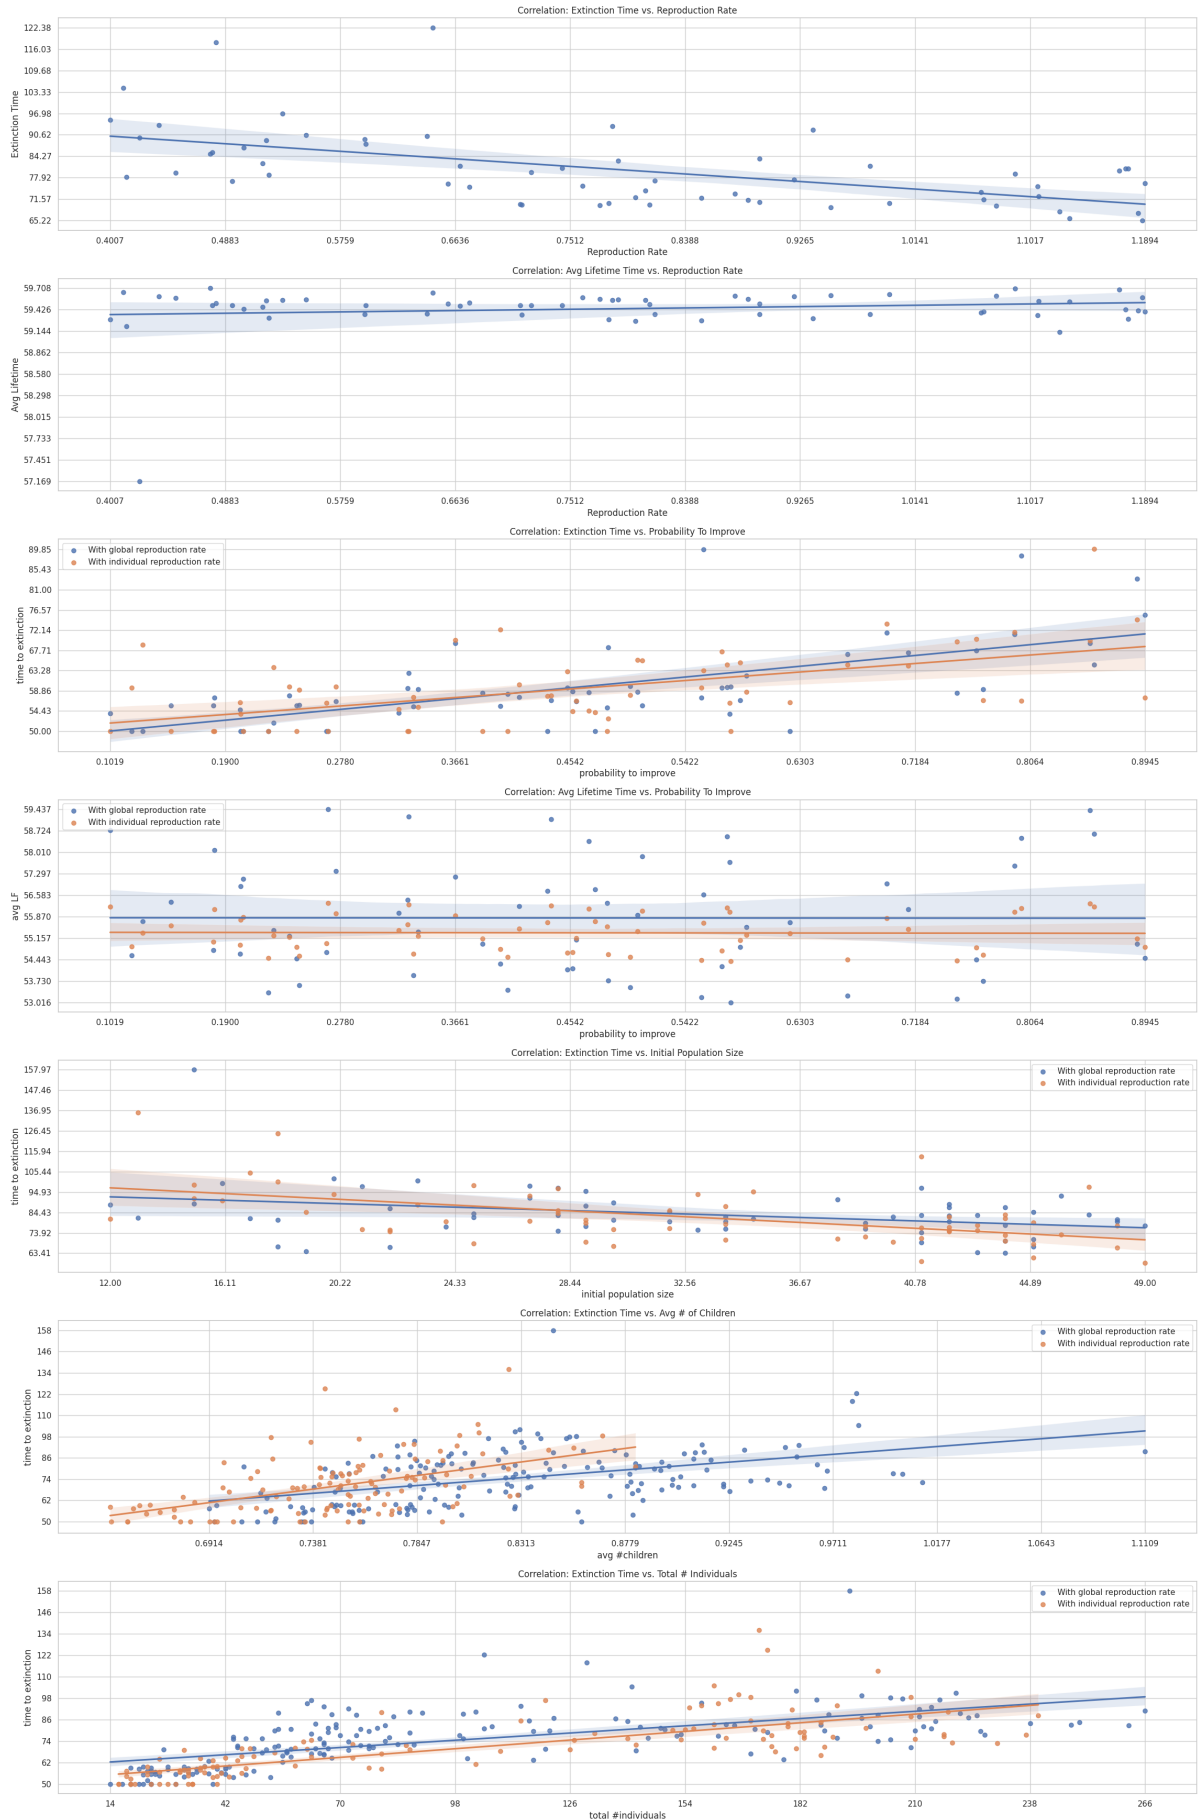 Correlation: Extinction Time vs. Reproduction Rate
Extinction Time
122.38
116.03
109.68
103.33
96.98
90.62
84.27
77.92
71.57
65.22
0.4007 0.4883 0.5759 0.6636 0.7512 0.8388 0.9265 1.0141 1.1017 1.1894
Reproduction Rate
Correlation: Avg Lifetime Time vs. Reproduction Rate
Avg Lifetime
59.708
59.426
59.144
58.862
58.580
58.298
58.015
57.733
57.451
57.169
0.4007 0.4883 0.5759 0.6636 0.7512 0.8388 0.9265 1.0141 1.1017 1.1894
Reproduction Rate
Correlation: Extinction Time vs. Probability To Improve
With global reproduction rate
With individual reproduction rate
time to extinction
89.85
85.43
81.00
76.57
72.14
67.71
63.28
58.86
54.43
50.00
0.1019 0.1900 0.2780 0.3661 0.4542 0.5422 0.6303 0.7184 0.8064 0.8945
probability to improve
Correlation: Avg Lifetime Time vs. Probability To Improve
With global reproduction rate
With individual reproduction rate
avg LF
59.437
58.724
58.010
57.297
56.583
55.870
55.157
54.443
53.730
53.016
0.1019 0.1900 0.2780 0.3661 0.4542 0.5422 0.6303 0.7184 0.8064 0.8945
probability to improve
Correlation: Extinction Time vs. Initial Population Size
With global reproduction rate
With individual reproduction rate
time to extinction
157.97
147.46
136.95
126.45
115.94
105.44
94.93
84.43
73.92
63.41
12.00 16.11 20.22 24.33 28.44 32.56 36.67 40.78 44.89 49.00
initial population size
Correlation: Extinction Time vs. Avg # of Children
With global reproduction rate
With individual reproduction rate
time to extinction
158
146
134
122
110
98
86
74
62
50
0.6914 0.7381 0.7847 0.8313 0.8779 0.9245 0.9711 1.0177 1.0643 1.1109
avg #children
Correlation: Extinction Time vs. Total # Individuals
With global reproduction rate
With individual reproduction rate
time to extinction
158
146
134
122
110
98
86
74
62
50
14 42 70 98 126 154 182 210 238 266
total #individuals